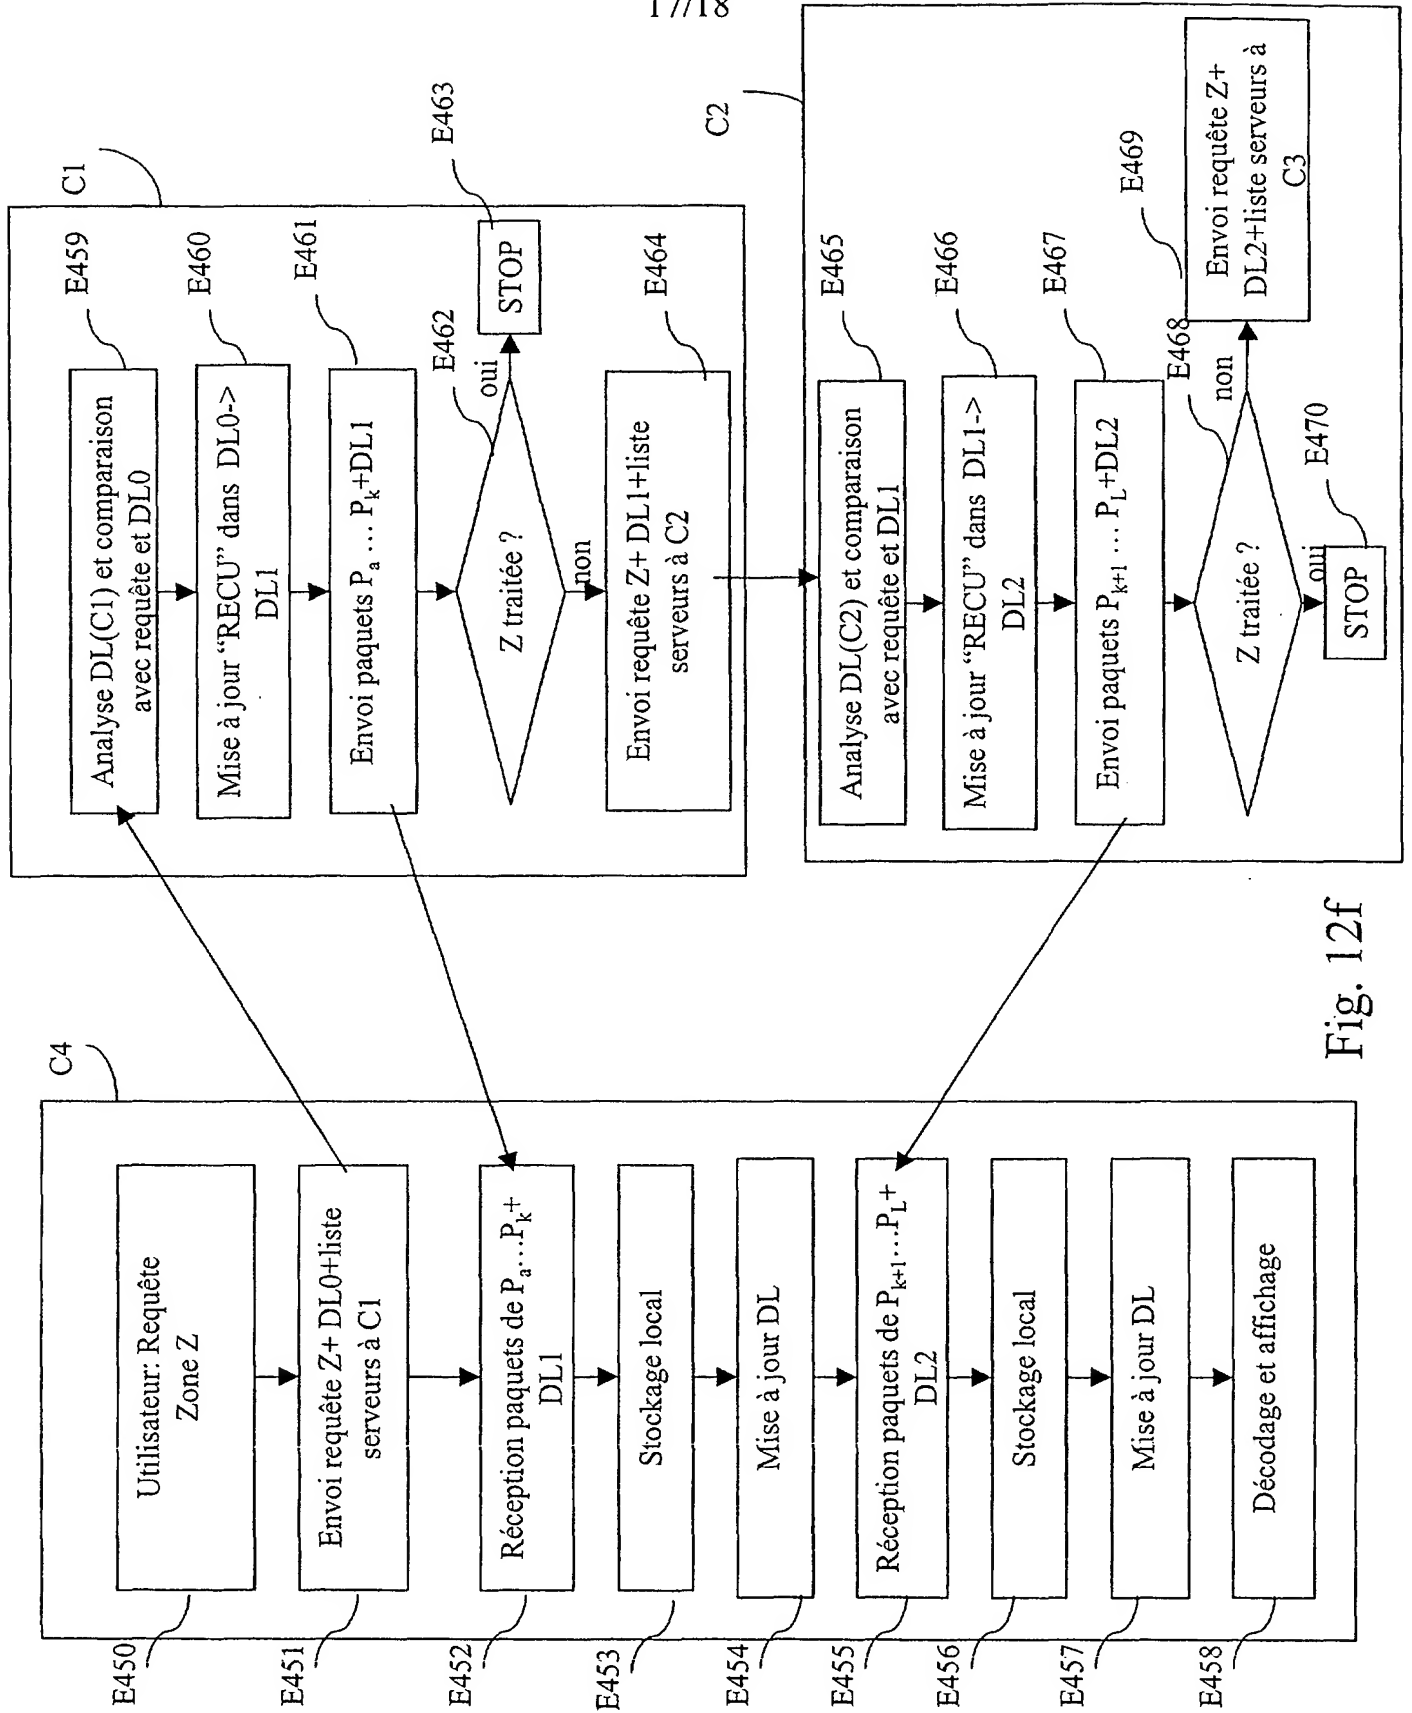 17/18
C4
E450
Utilisateur: Requête
Zone Z
E451
Envoi requête Z+ DL0+liste
serveurs à C1
E452
Réception paquets de Pa…Pk+
DL1
E453
Stockage local
E454
Mise à jour DL
E455
Réception paquets de Pk+1…PL+
DL2
E456
Stockage local
E457
Mise à jour DL
E458
Décodage et affichage
C1
E459
Analyse DL(C1) et comparaison
avec requête et DL0
E460
Mise à jour “RECU” dans DL0->
DL1
E461
Envoi paquets Pa … Pk+DL1
E462
Z traitée ?
oui
E463
STOP
non
E464
Envoi requête Z+ DL1+liste
serveurs à C2
C2
E465
Analyse DL(C2) et comparaison
avec requête et DL1
E466
Mise à jour “RECU” dans DL1->
DL2
E467
Envoi paquets Pk+1 … PL+DL2
E468
Z traitée ?
non
E469
Envoi requête Z+
DL2+liste serveurs à
C3
oui
E470
STOP
Fig. 12f